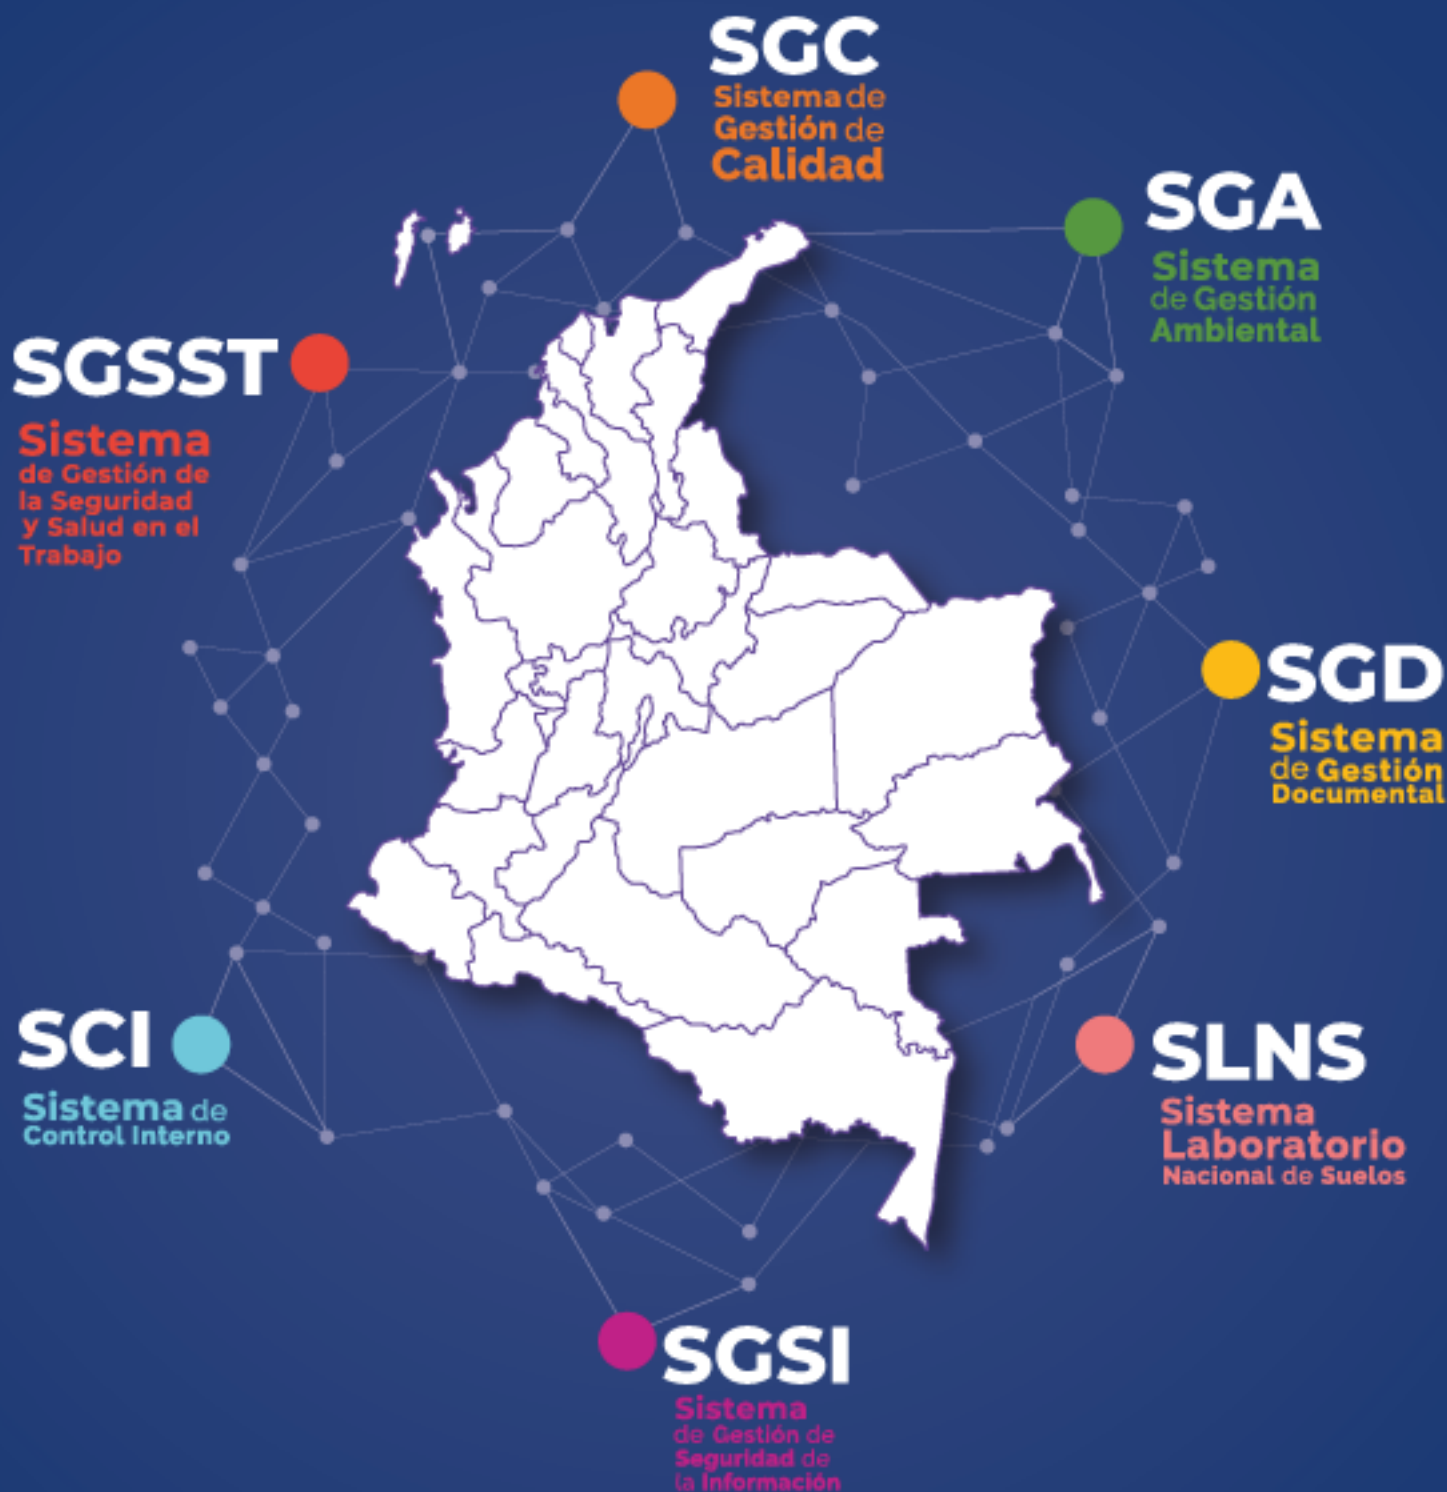 SGC
Sistema de
Gestión de
Calidad
SGA
Sistema
de Gestión
Ambiental
SGSST
Sistema
de Gestión de
la Seguridad
y Salud en el
Trabajo
SGD
Sistema
de Gestión
Documental
SCI
Sistema de
Control Interno
SLNS
Sistema
Laboratorio
Nacional de Suelos
SGSI
Sistema
de Gestión de
Seguridad de
la Información